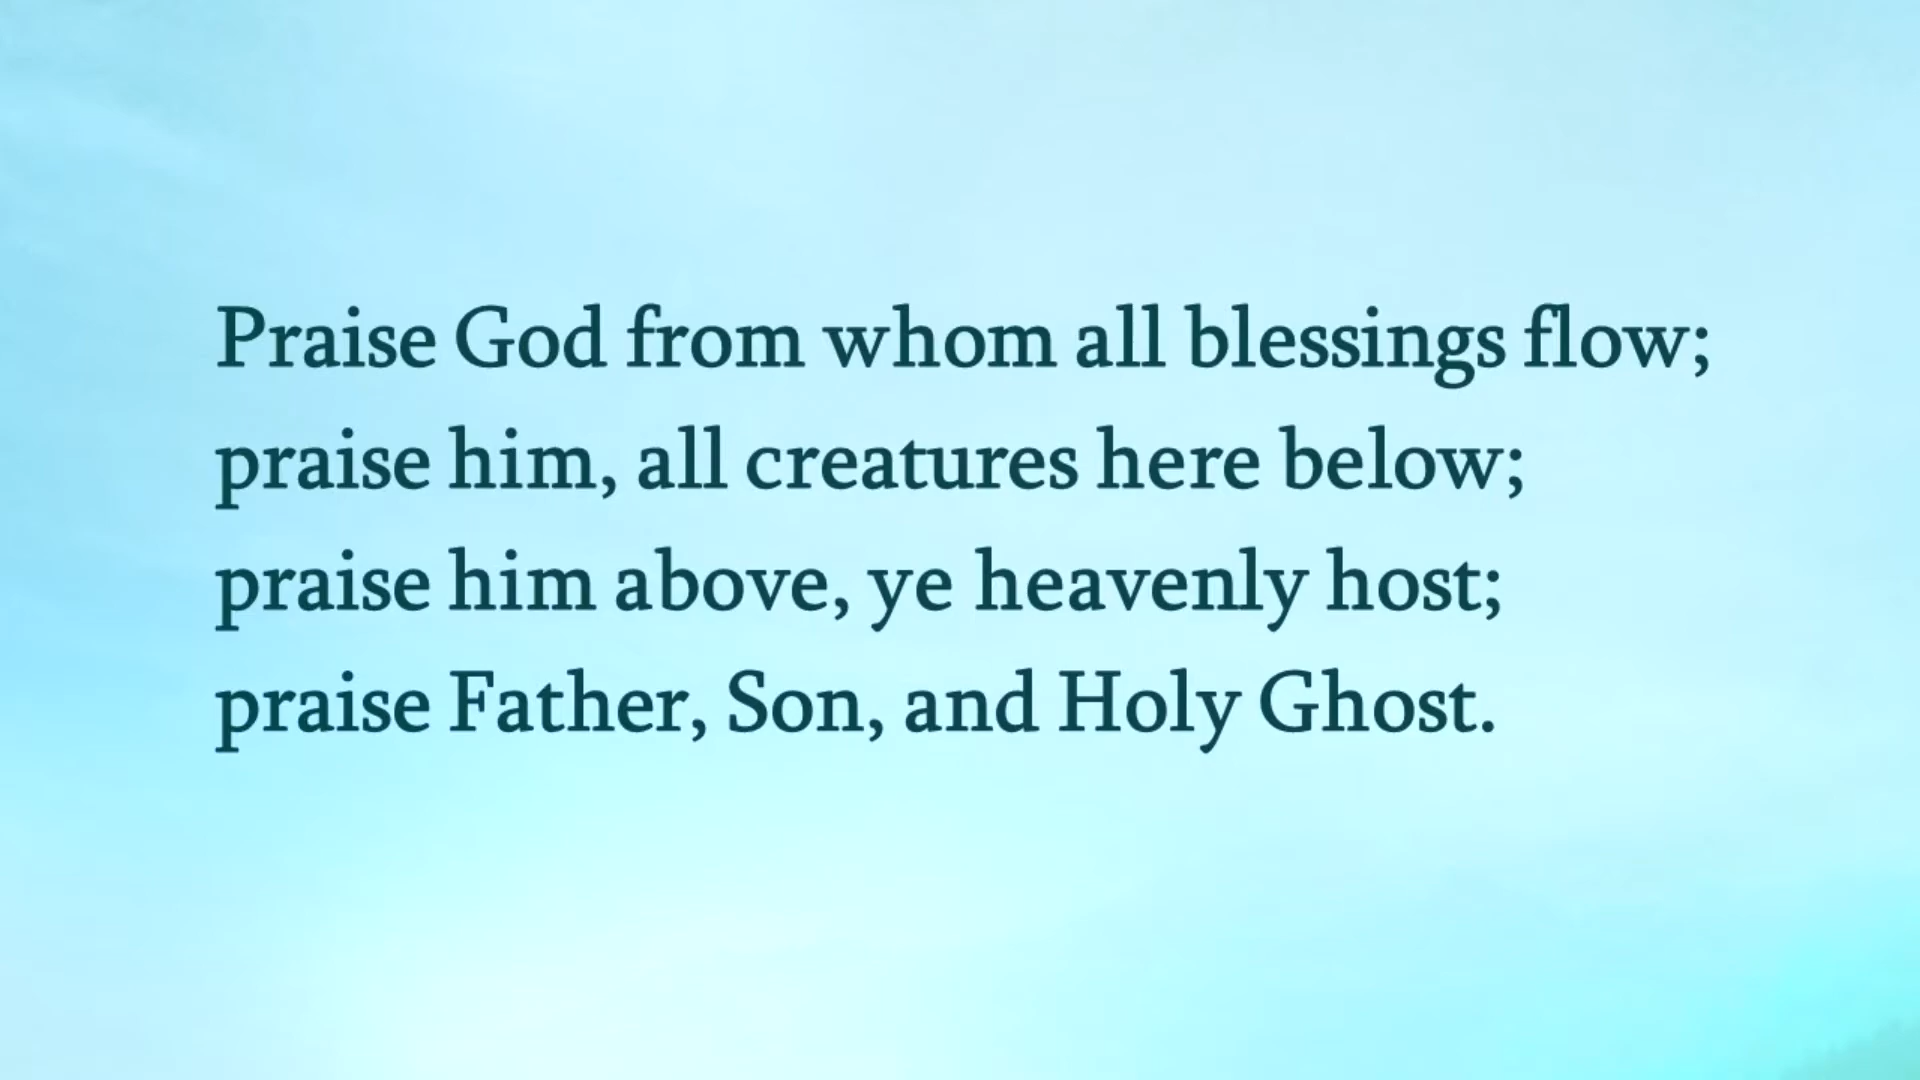 Praise God from whom all blessings flow;
praise him, all creatures here below;
praise him above, ye heavenly host;
praise Father, Son, and Holy Ghost.